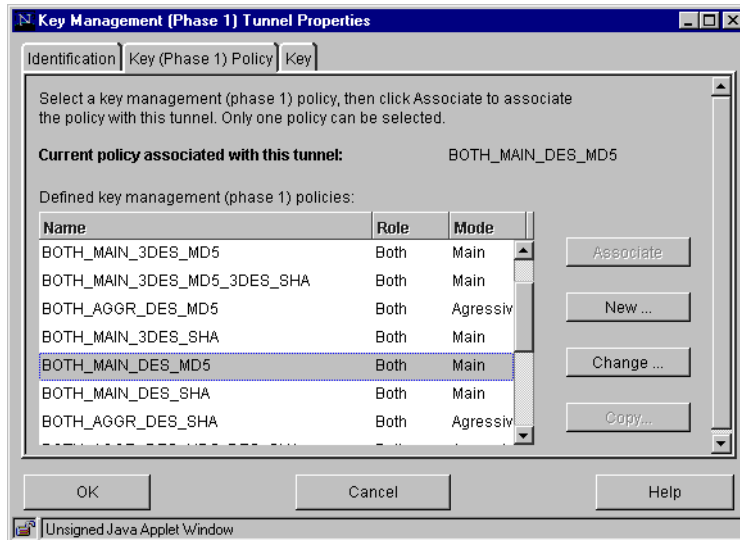 Key Management (Phase 1) Tunnel Properties
Identification Key (Phase 1) Policy Key
Select a key management (phase 1) policy, then click Associate to associate
the policy with this tunnel. Only one policy can be selected.
Current policy associated with this tunnel: BOTH_MAIN_DES_MD5
Defined key management (phase 1) policies:
Name Role Mode
BOTH_MAIN_3DES_MD5 Both Main
Associate
BOTH_MAIN_3DES_MD5_3DES_SHA Both Main
BOTH_AGGR_DES_MD5 Both Agressiv
New ...
BOTH_MAIN_3DES_SHA Both Main
BOTH_MAIN_DES_MD5 Both Main
Change ...
BOTH_MAIN_DES_SHA Both Main
BOTH_AGGR_DES_SHA Both Agressiv
Copy...
OK Cancel Help
Unsigned Java Applet Window